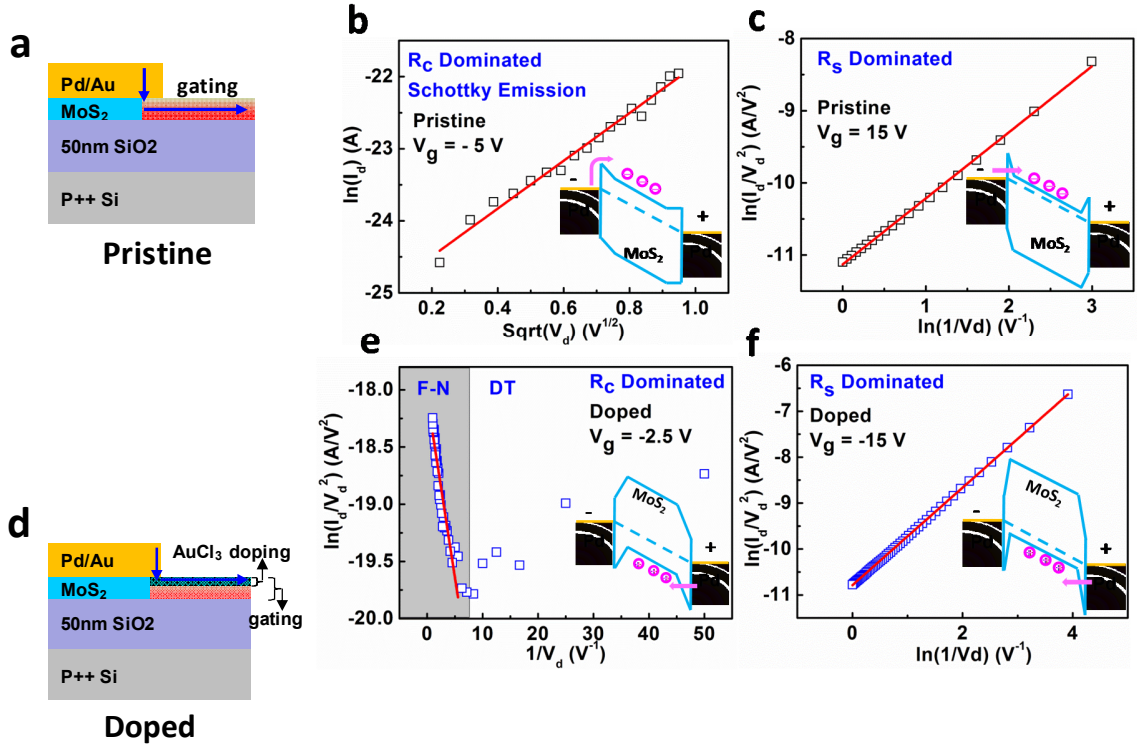 a
Pd/Au
gating
MoS2
50nm SiO2
P++ Si
Pristine
b
RC Dominated
Schottky Emission
Pristine
Vg = - 5 V
ln(Id) (A)
-22
-23
-24
-25
-
+
MoS2
0.2 0.4 0.6 0.8 1.0
Sqrt(Vd) (V1/2)
c
RS Dominated
Pristine
Vg = 15 V
ln(Id/Vd2) (A/V2)
-8
-9
-10
-11
-
+
MoS2
0 1 2 3
ln(1/Vd) (V-1)
d
Pd/Au
AuCl3 doping
MoS2
gating
50nm SiO2
P++ Si
Doped
e
F-N
DT
RC Dominated
Doped
Vg = -2.5 V
ln(Id/Vd2) (A/V2)
-18.0
-18.5
-19.0
-19.5
-20.0
MoS2
-
+
0 10 20 30 40 50
1/Vd (V-1)
f
RS Dominated
Doped
Vg = -15 V
ln(Id/Vd2) (A/V2)
-6
-7
-8
-9
-10
-11
MoS2
-
+
0 2 4
ln(1/Vd) (V-1)